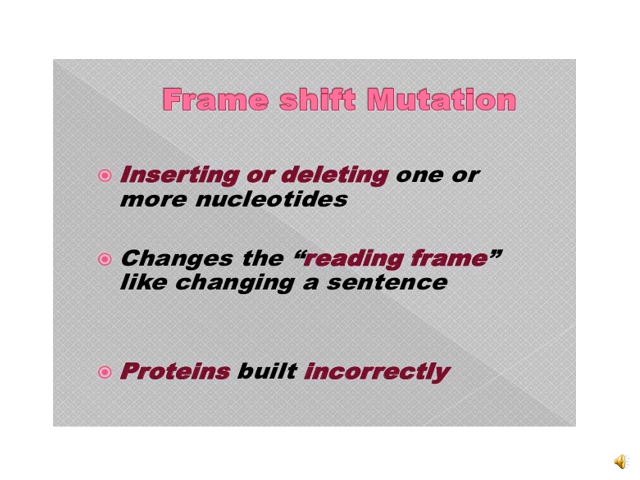 Frame shift Mutation
Inserting or deleting one or
more nucleotides
Changes the “reading frame”
like changing a sentence
Proteins built incorrectly